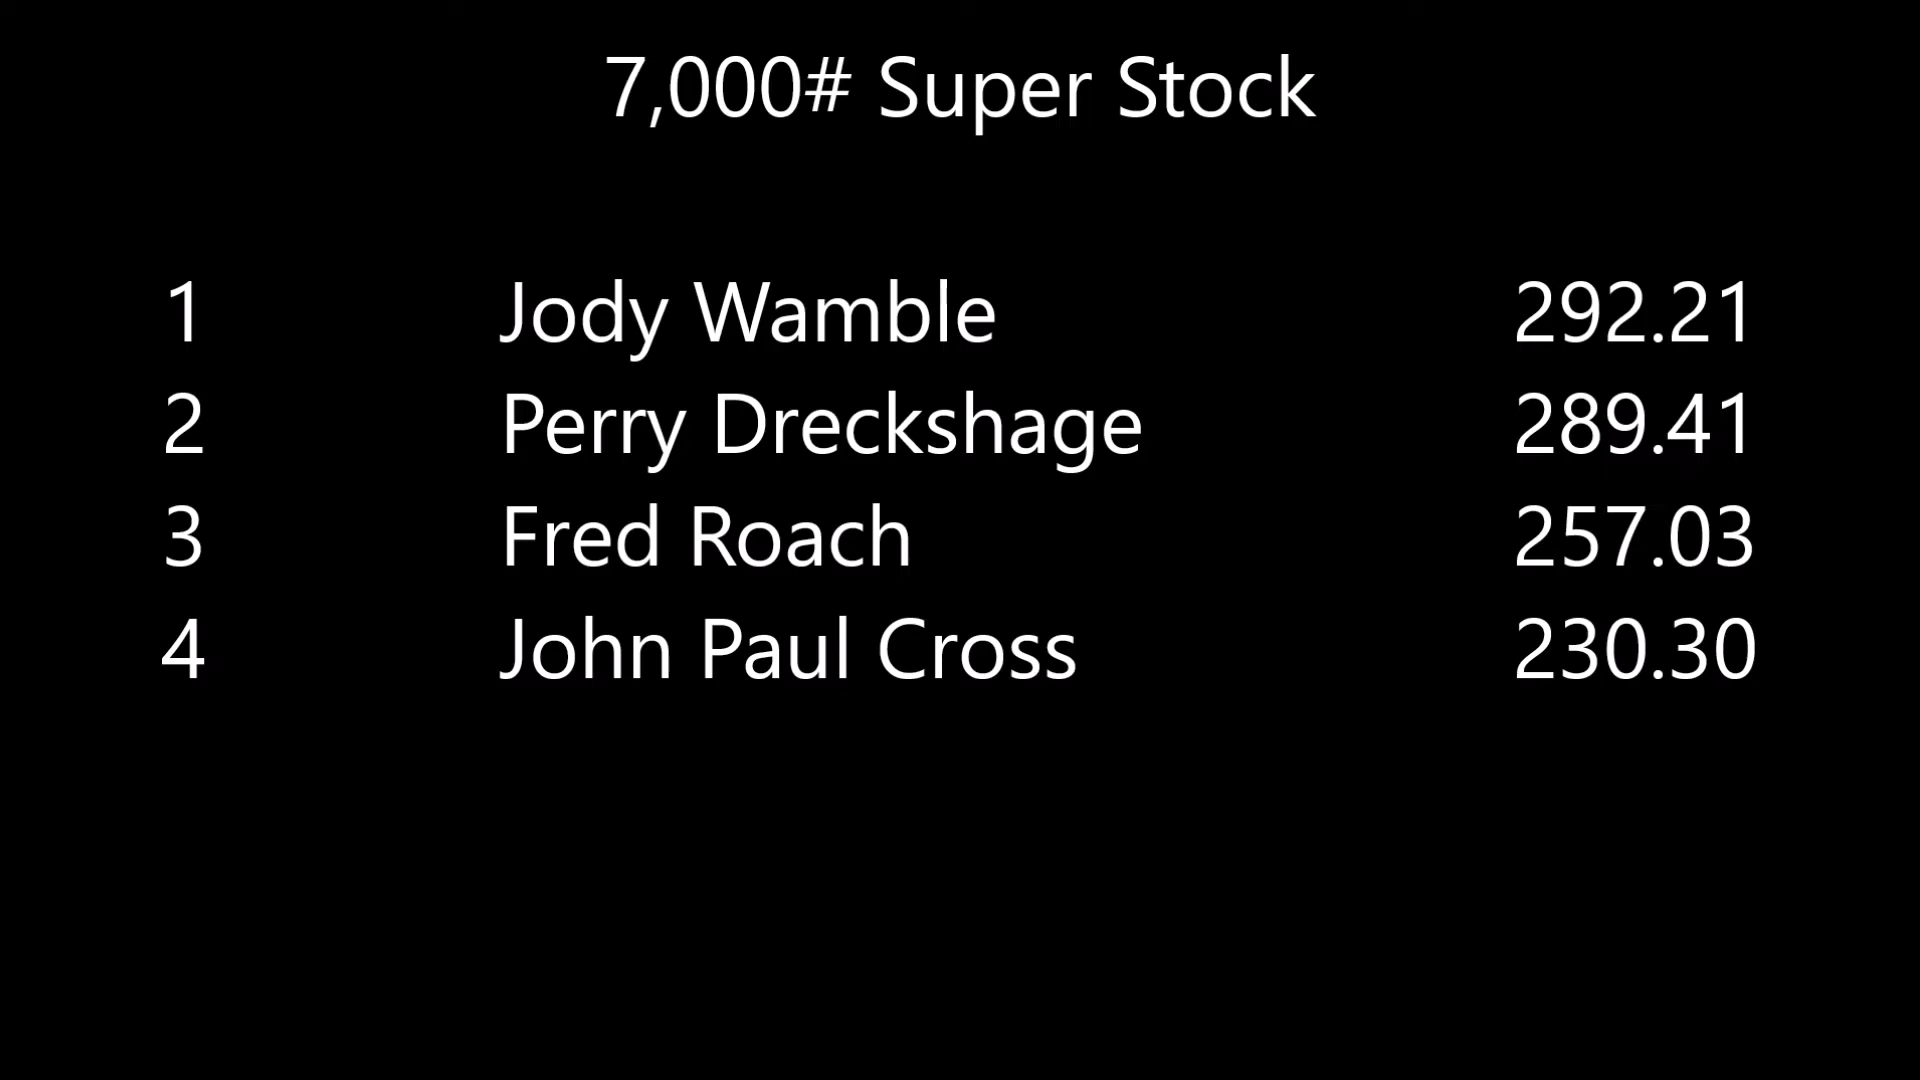 7,000# Super Stock
1 Jody Wamble 292.21
2 Perry Dreckshage 289.41
3 Fred Roach 257.03
4 John Paul Cross 230.30